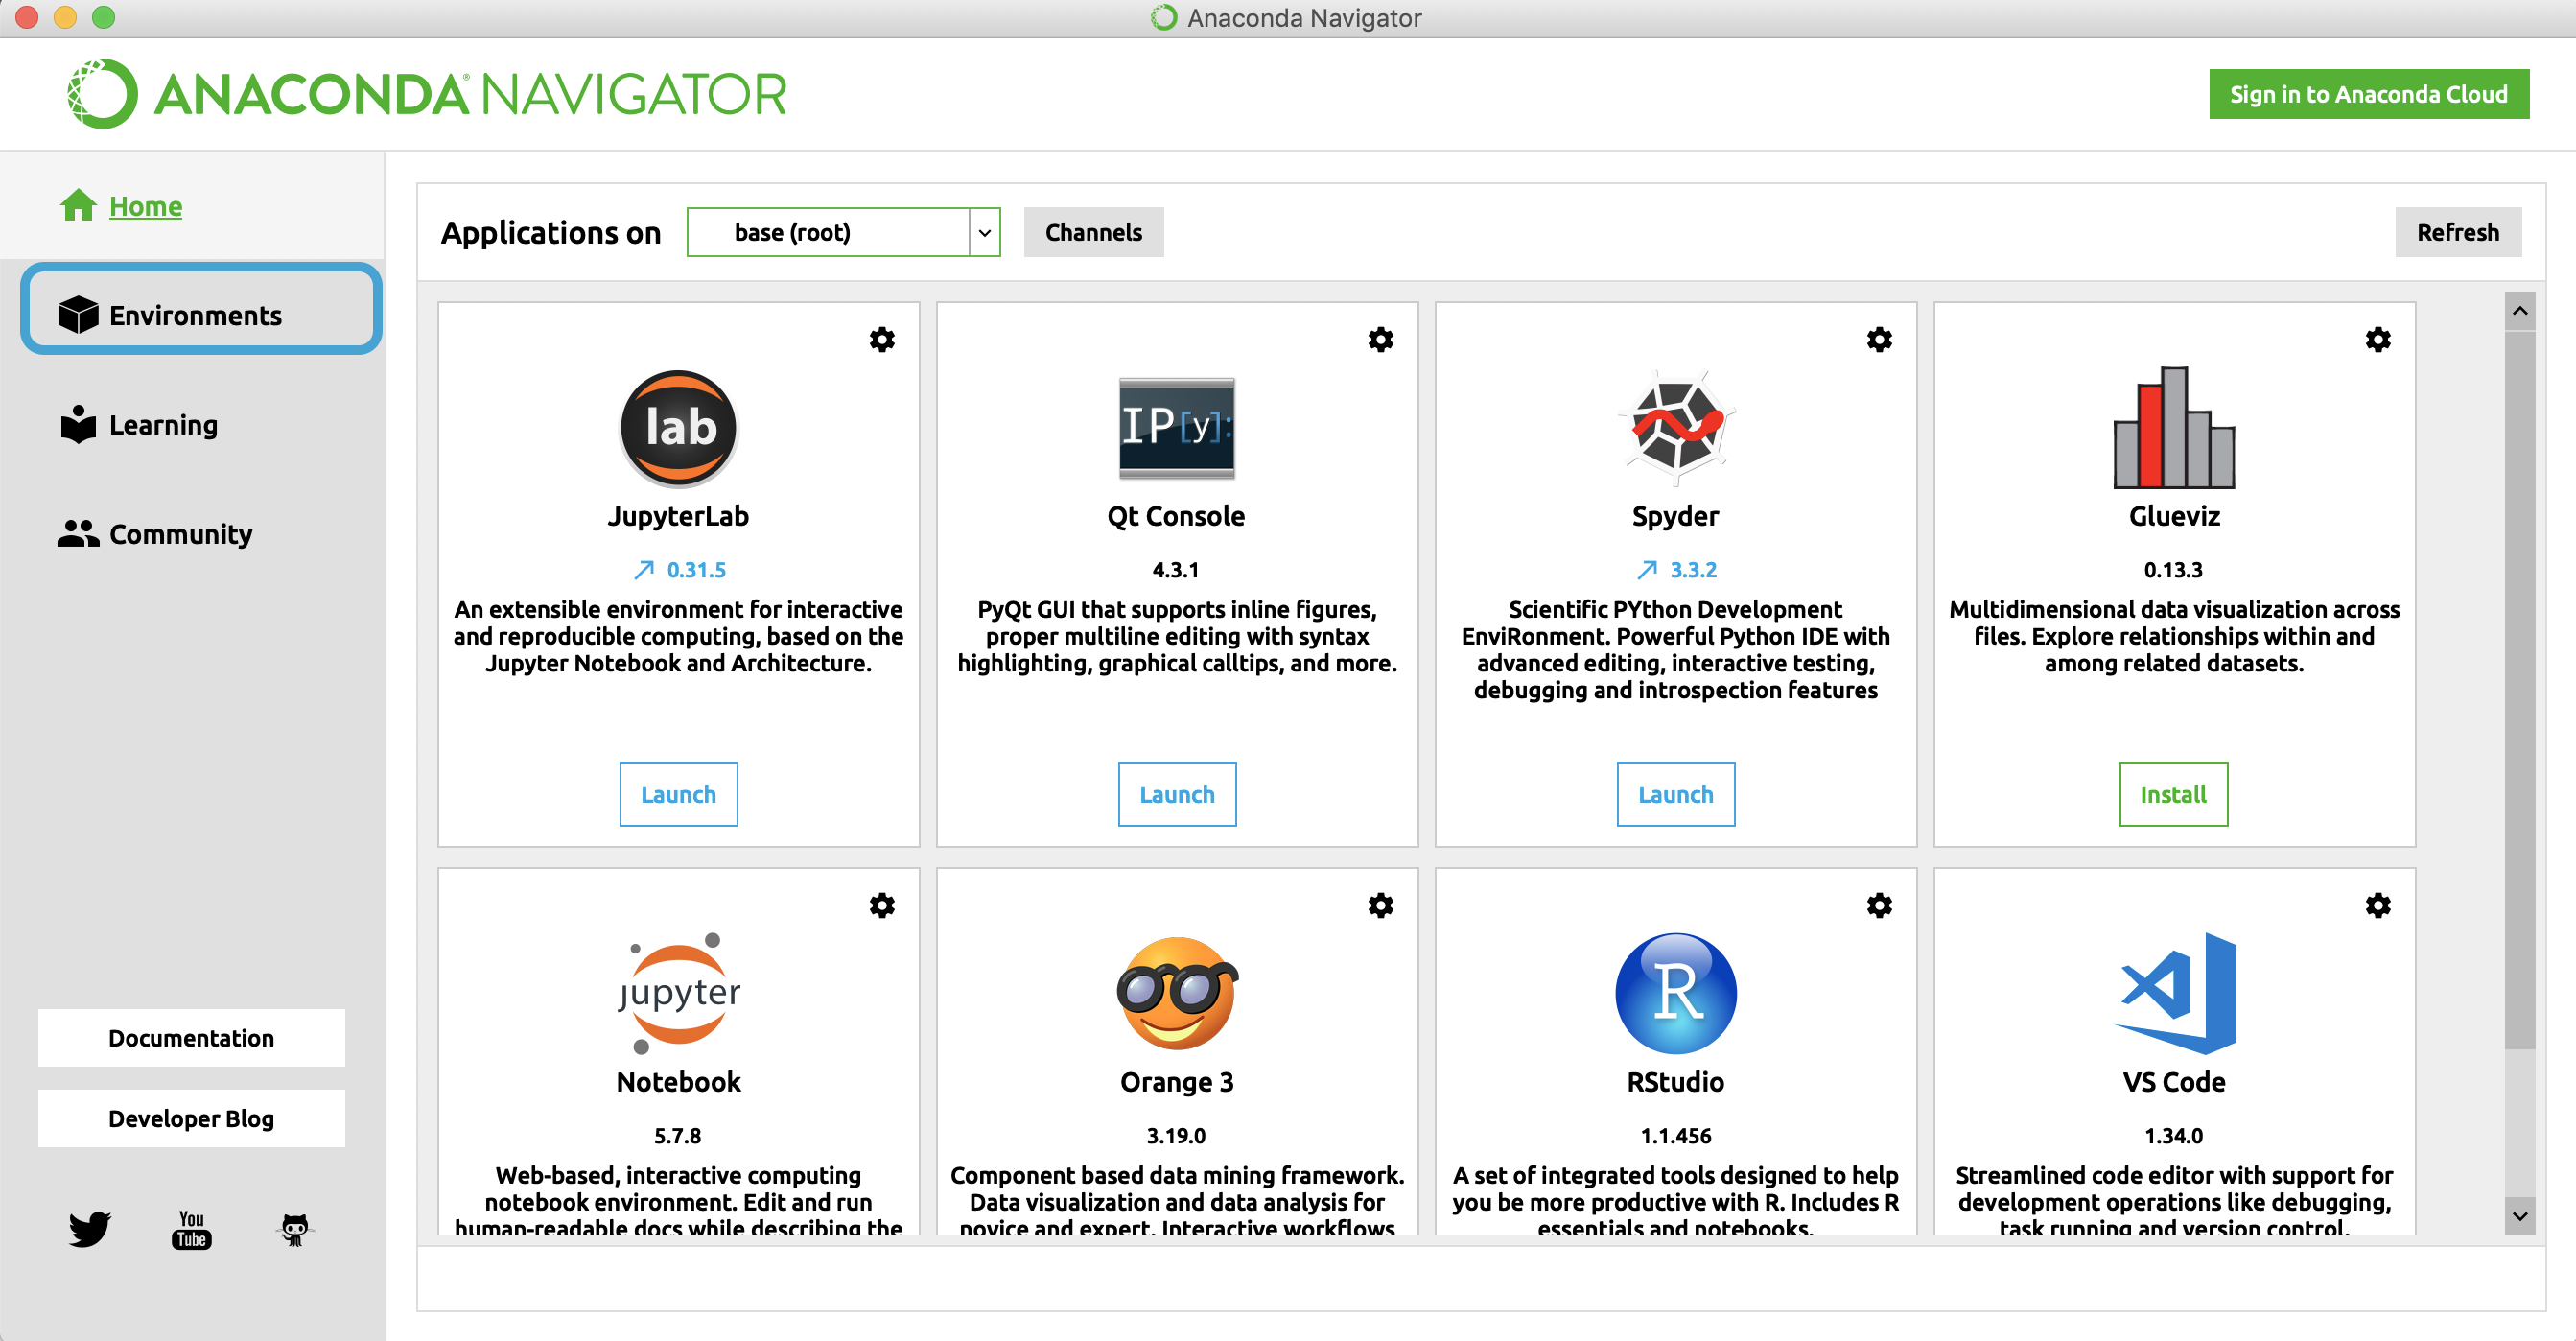 Anaconda Navigator
ANACONDA® NAVIGATOR
Sign in to Anaconda Cloud
Home
Environments
Learning
Community
Documentation
Developer Blog
You
Tube
Applications on
base (root)
Channels
Refresh
lab
JupyterLab
0.31.5
An extensible environment for interactive
and reproducible computing, based on the
Jupyter Notebook and Architecture.
Launch
IP[y]:
Qt Console
4.3.1
PyQt GUI that supports inline figures,
proper multiline editing with syntax
highlighting, graphical calltips, and more.
Launch
Spyder
3.3.2
Scientific PYthon Development
EnviRonment. Powerful Python IDE with
advanced editing, interactive testing,
debugging and introspection features
Launch
Glueviz
0.13.3
Multidimensional data visualization across
files. Explore relationships within and
among related datasets.
Install
jupyter
Notebook
5.7.8
Web-based, interactive computing
notebook environment. Edit and run
human-readable docs while describing the
Orange 3
3.19.0
Component based data mining framework.
Data visualization and data analysis for
novice and expert. Interactive workflows
R
RStudio
1.1.456
A set of integrated tools designed to help
you be more productive with R. Includes R
essentials and notebooks.
VS Code
1.34.0
Streamlined code editor with support for
development operations like debugging,
task running and version control.